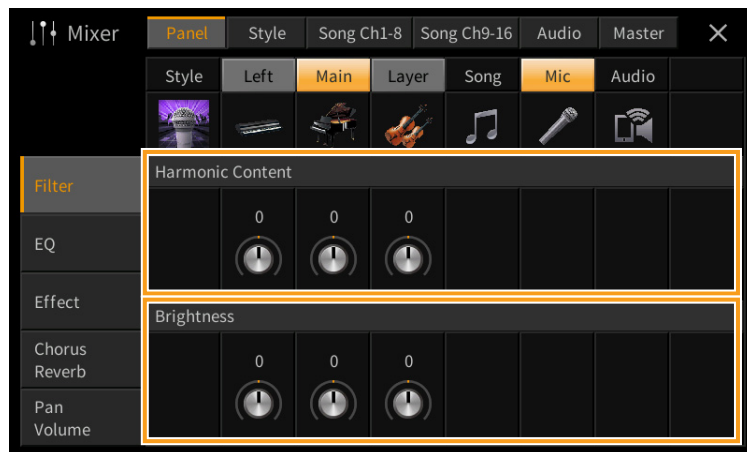 Mixer
Panel Style Song Ch1-8 Song Ch9-16 Audio Master
Style Left Main Layer Song Mic Audio
Filter
Harmonic Content
0 0 0
EQ
Effect
Brightness
Chorus
Reverb
0 0 0
Pan
Volume